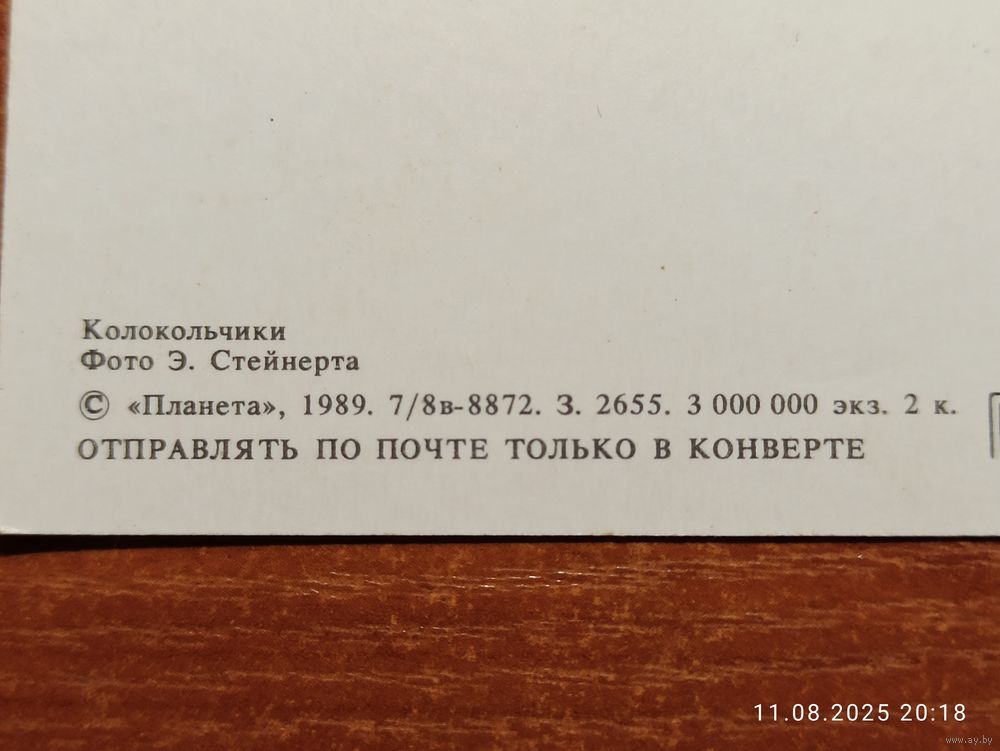 Колокольчики
Фото Э. Стейнерта
© «Планета», 1989. 7/8в-8872. З. 2655. 3 000 000 экз. 2 к.
ОТПРАВЛЯТЬ ПО ПОЧТЕ ТОЛЬКО В КОНВЕРТЕ
11.08.2025 20:18
www.ay.by